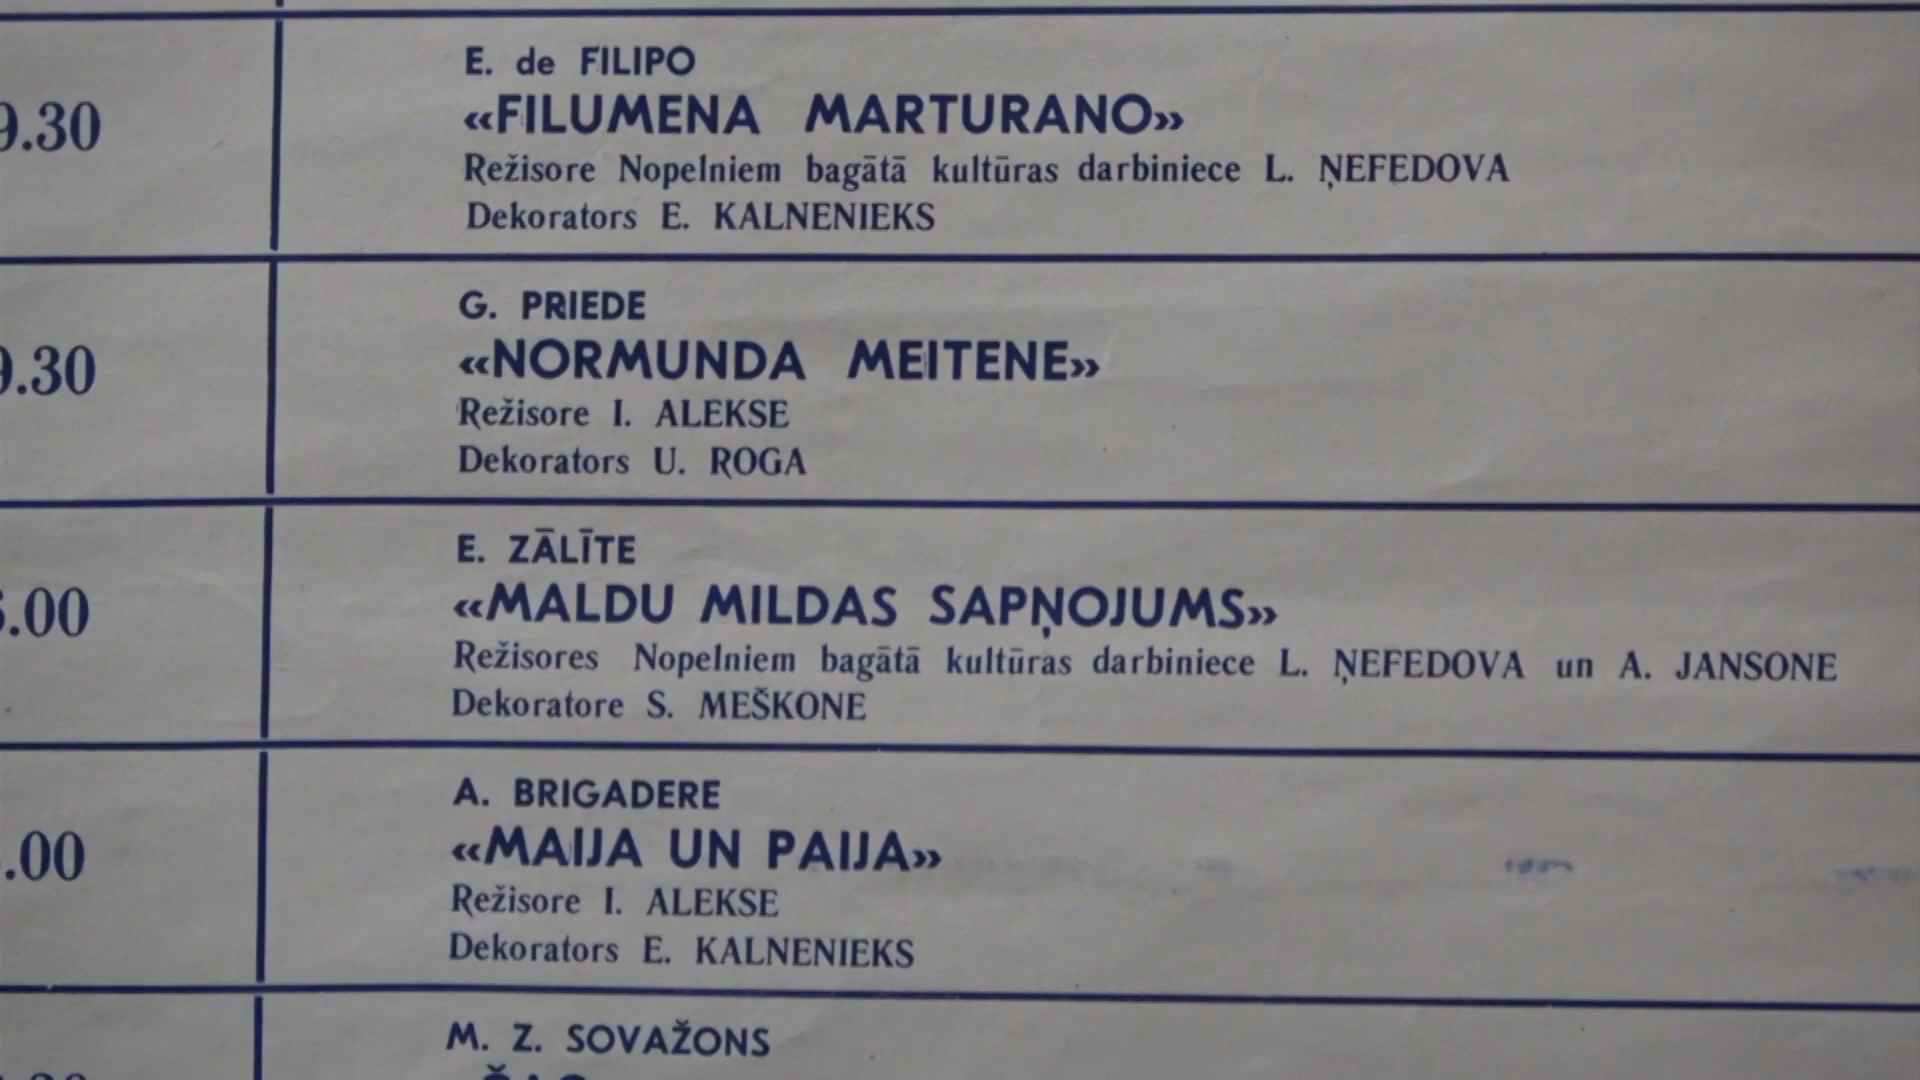 9.30
E. de FILIPO
«FILUMENA MARTURANO»
Režisore Nopelniem bagātā kultūras darbiniece L. ŅEFEDOVA
Dekorators E. KALNENIEKS
9.30
G. PRIEDE
«NORMUNDA MEITENE»
Režisore I. ALEKSE
Dekorators U. ROGA
.00
E. ZĀLĪTE
«MALDU MILDAS SAPŅOJUMS»
Režisores Nopelniem bagātā kultūras darbiniece L. ŅEFEDOVA un A. JANSONE
Dekoratore S. MEŠKONE
.00
A. BRIGADERE
«MAIJA UN PAIJA»
Režisore I. ALEKSE
Dekorators E. KALNENIEKS
M. Z. SOVAŽONS